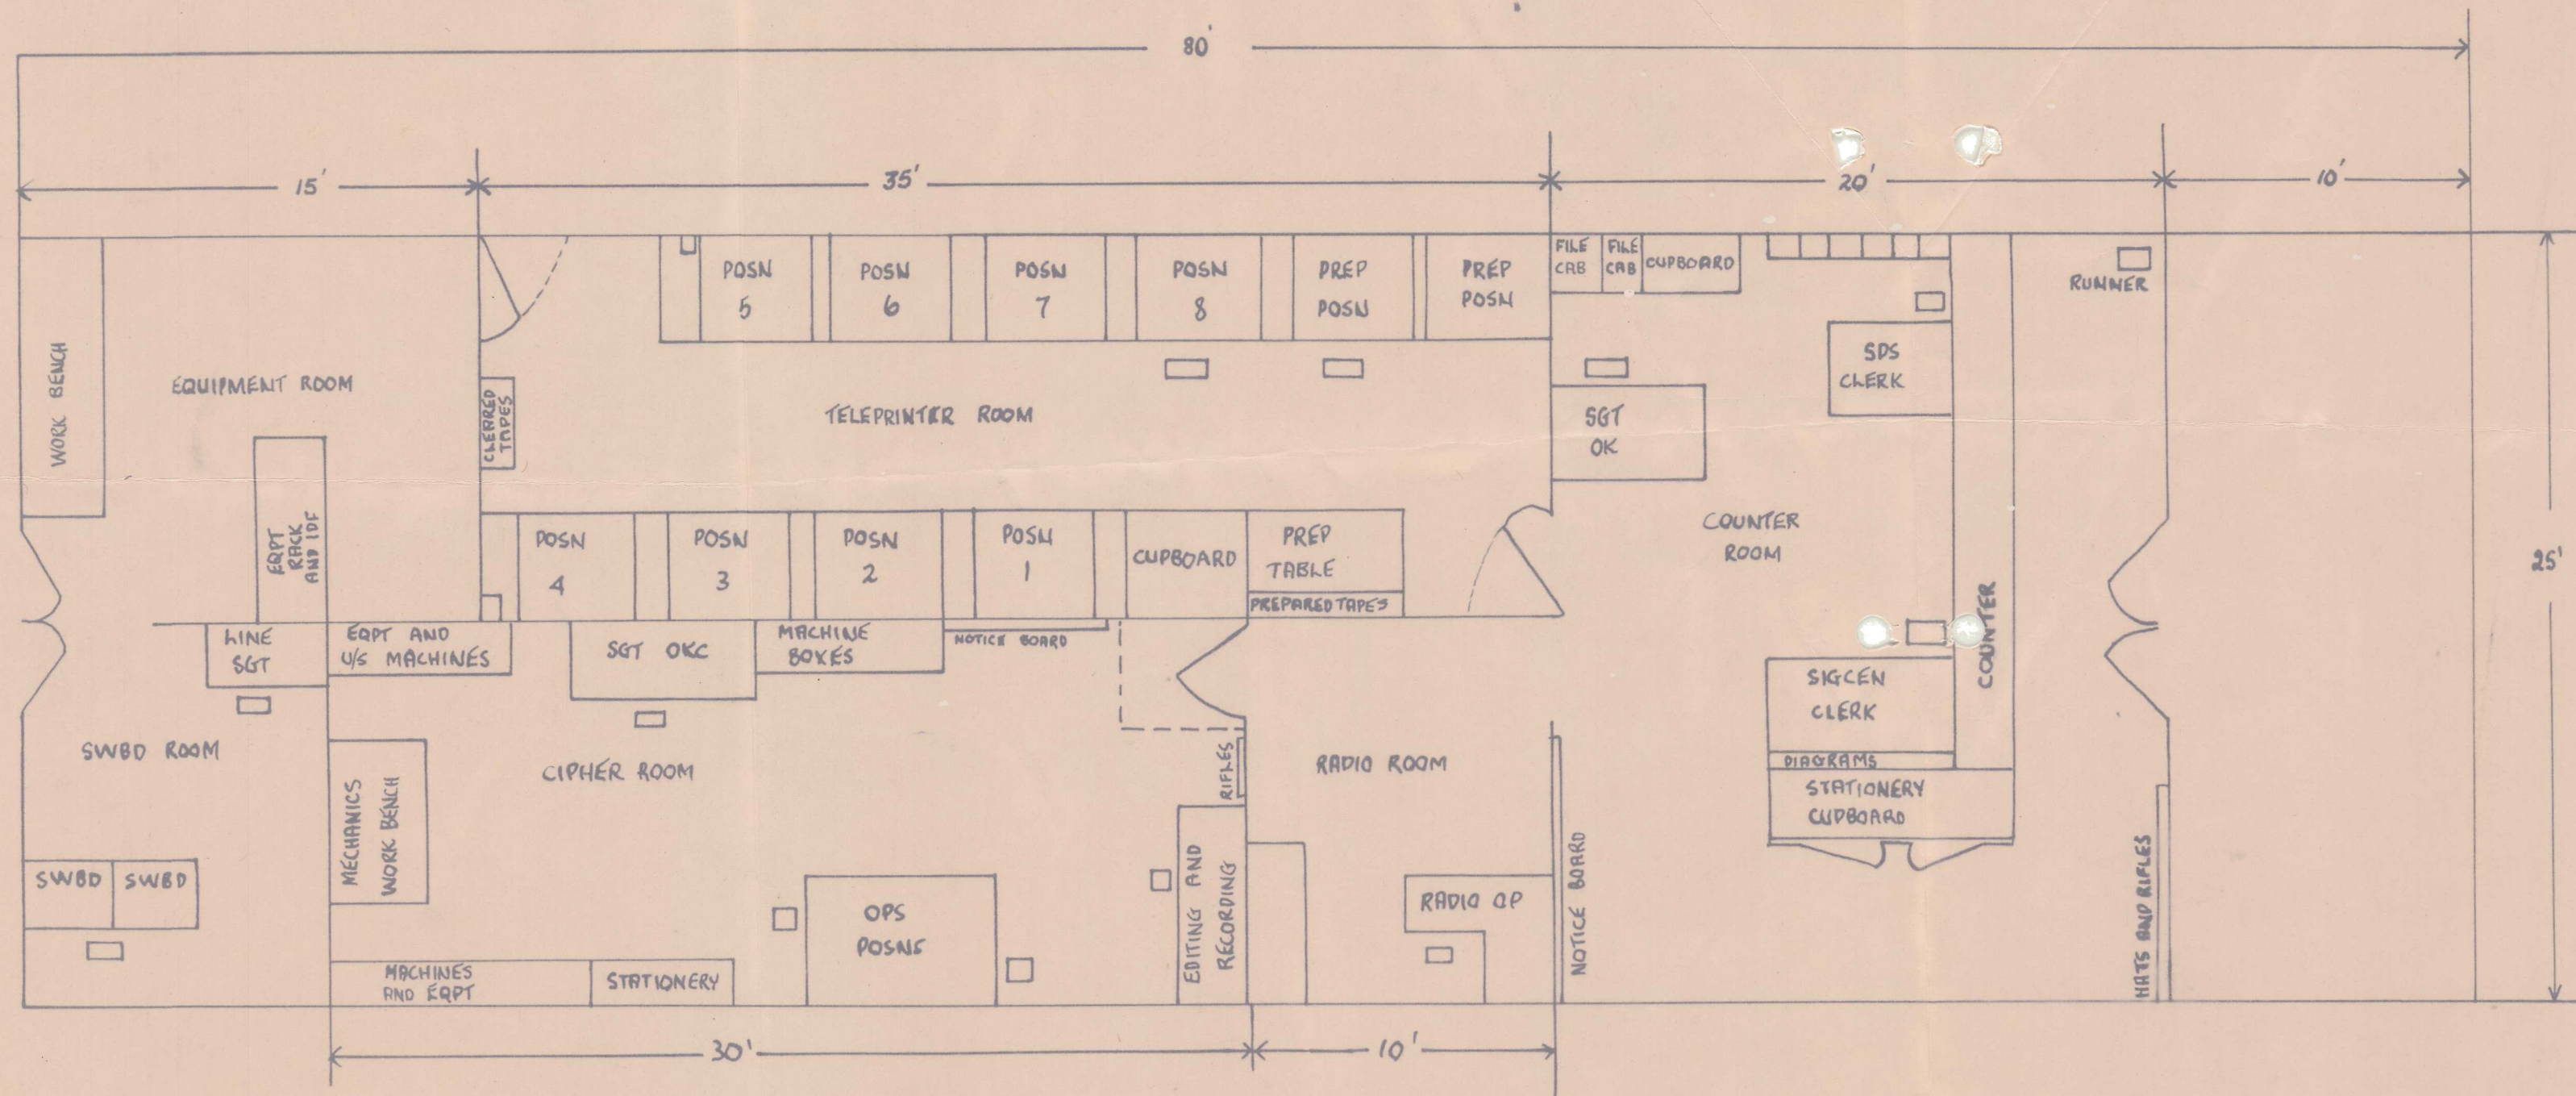 80'
15'
35'
20'
10'
WORK BENCH
EQUIPMENT ROOM
EQPT
RACK
AND IDF
CLEARED
TAPES
POSN
5
POSN
6
POSN
7
POSN
8
PREP
POSN
PREP
POSN
TELEPRINTER ROOM
POSN
4
POSN
3
POSN
2
POSN
1
CUPBOARD
PREP
TABLE
PREPARED TAPES
FILE
CAB
FILE
CAB
CUPBOARD
SGT
OK
SDS
CLERK
RUNNER
COUNTER
ROOM
COUNTER
25'
LINE
SGT
EQPT AND
U/S MACHINES
SGT OKC
MACHINE
BOXES
NOTICE BOARD
SWBD ROOM
SWBD
SWBD
MECHANICS
WORK BENCH
CIPHER ROOM
MACHINES
AND EQPT
STATIONERY
OPS
POSNS
RIFLES
EDITING AND
RECORDING
RADIO ROOM
RADIO OP
NOTICE BOARD
SIGCEN
CLERK
DIAGRAMS
STATIONERY
CUPBOARD
HATS AND RIFLES
30'
10'